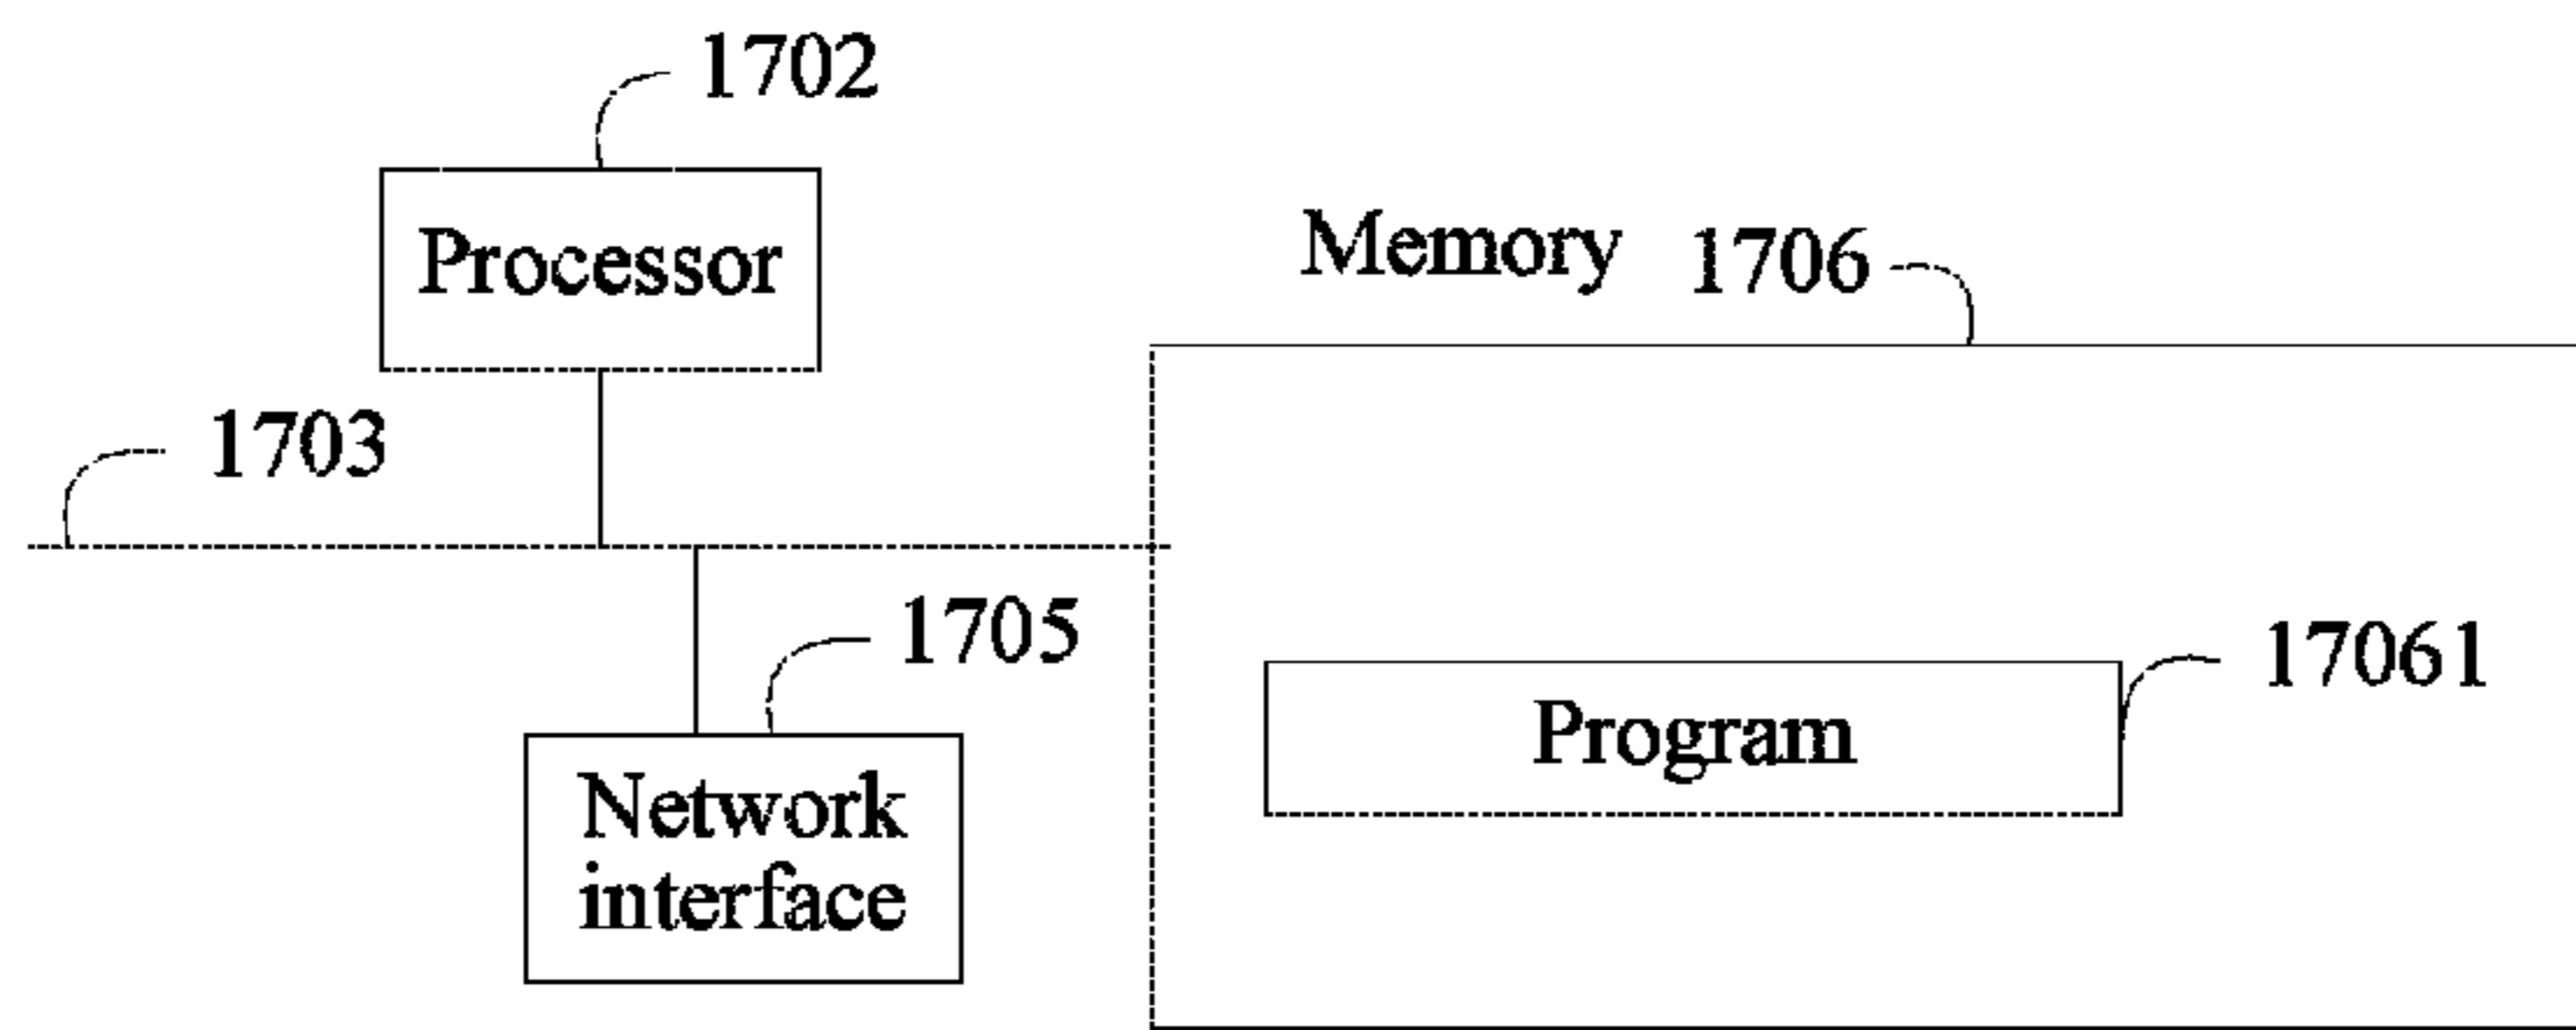 1702
Processor
Memory 1706
1703
1705
17061
Program
Network
interface